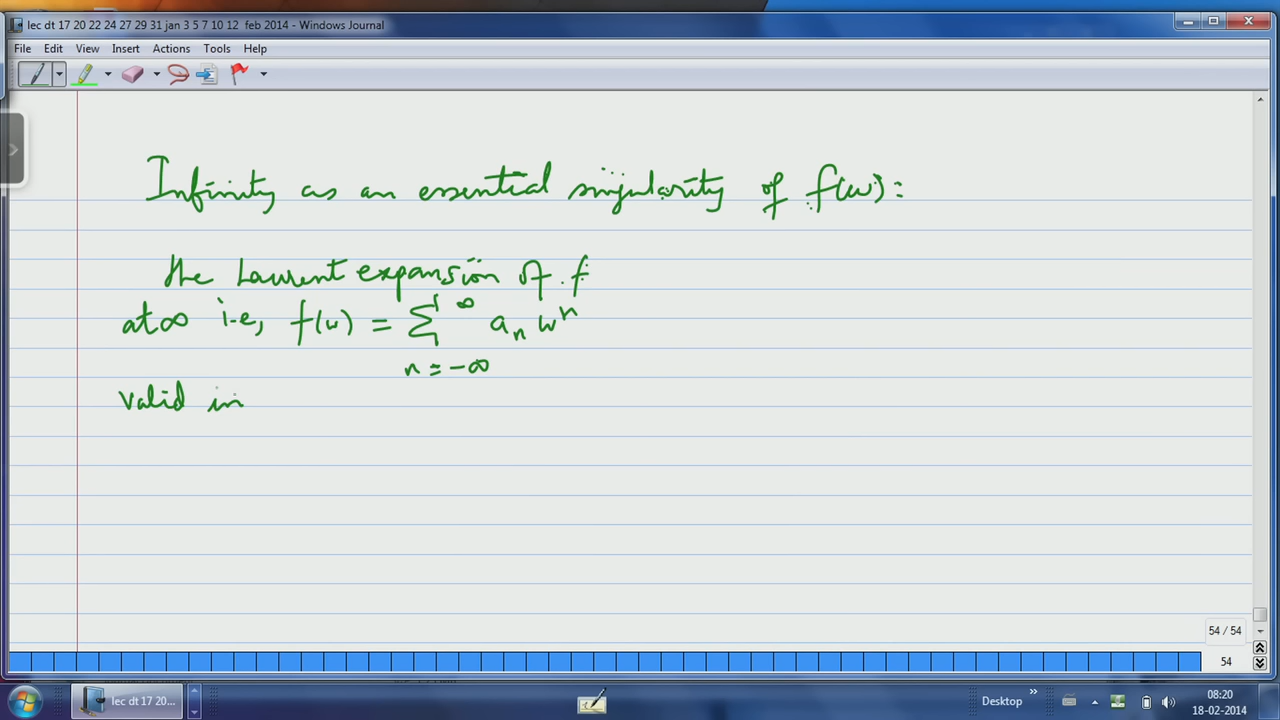 lec dt 17 20 22 24 27 29 31 jan 3 5 7 10 12 feb 2014 - Windows Journal
File Edit View Insert Actions Tools Help
Infinity as an essential singularity of f(w):
the Laurent expansion of f
at ∞ i.e, f(w) = ∑ aₙ wⁿ
∞
n = -∞
valid in
54 / 54
54
lec dt 17 20...
Desktop
08:20
18-02-2014